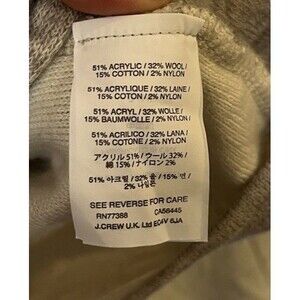 51% ACRYLIC / 32% WOOL /
15% COTTON / 2% NYLON
51% ACRYLIQUE / 32% LAINE /
15% COTON / 2% NYLON
51% ACRYL / 32% WOLLE /
15% BAUMWOLLE / 2% NYLON
51% ACRILICO / 32% LANA /
15% COTONE / 2% NYLON
アクリル 51% / ウール 32% /
綿 15% / ナイロン 2%
51% 아크릴 / 32% 울 / 15% 면 /
2% 나일론
SEE REVERSE FOR CARE
RN77388 CA56445
J.CREW U.K. Ltd EC4V 6JA